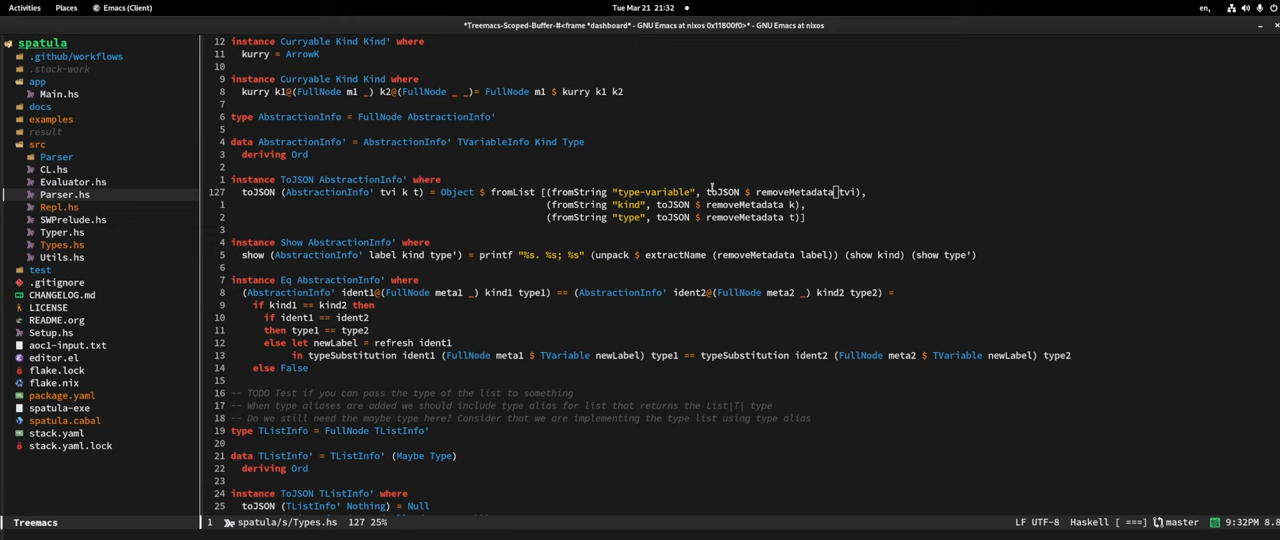 Activities
Places
Emacs (Client)
Tue Mar 21 21:32
en,
*Treemacs-Scoped-Buffer-#<frame *dashboard* - GNU Emacs at nixos 0x11800f0>* - GNU Emacs at nixos
spatula
.github/workflows
.stack-work
app
Main.hs
docs
examples
result
src
Parser
CL.hs
Evaluator.hs
Parser.hs
Repl.hs
SWPrelude.hs
Typer.hs
Types.hs
Utils.hs
test
.gitignore
CHANGELOG.md
LICENSE
README.org
Setup.hs
aoc1-input.txt
editor.el
flake.lock
flake.nix
package.yaml
spatula-exe
spatula.cabal
stack.yaml
stack.yaml.lock
12 instance Curryable Kind Kind' where
11 kurry = ArrowK
10
9 instance Curryable Kind Kind where
8 kurry k1@(FullNode m1 _) k2@(FullNode _ _)= FullNode m1 $ kurry k1 k2
7
6 type AbstractionInfo = FullNode AbstractionInfo'
5
4 data AbstractionInfo' = AbstractionInfo' TVariableInfo Kind Type
3 deriving Ord
2
1 instance ToJSON AbstractionInfo' where
127 toJSON (AbstractionInfo' tvi k t) = Object $ fromList [(fromString "type-variable", toJSON $ removeMetadata tvi),
1 (fromString "kind", toJSON $ removeMetadata k),
2 (fromString "type", toJSON $ removeMetadata t)]
3
4 instance Show AbstractionInfo' where
5 show (AbstractionInfo' label kind type') = printf "%s. %s; %s" (unpack $ extractName (removeMetadata label)) (show kind) (show type')
6
7 instance Eq AbstractionInfo' where
8 (AbstractionInfo' ident1@(FullNode meta1 _) kind1 type1) == (AbstractionInfo' ident2@(FullNode meta2 _) kind2 type2) =
9 if kind1 == kind2 then
10 if ident1 == ident2
11 then type1 == type2
12 else let newLabel = refresh ident1
13 in typeSubstitution ident1 (FullNode meta1 $ TVariable newLabel) type1 == typeSubstitution ident2 (FullNode meta2 $ TVariable newLabel) type2
14 else False
15
16 -- TODO Test if you can pass the type of the list to something
17 -- When type aliases are added we should include type alias for list that returns the List|T| type
18 -- Do we still need the maybe type here? Consider that we are implementing the type list using type alias
19 type TListInfo = FullNode TListInfo'
20
21 data TListInfo' = TListInfo' (Maybe Type)
22 deriving Ord
23
24 instance ToJSON TListInfo' where
25 toJSON (TListInfo' Nothing) = Null
Treemacs
1 spatula/s/Types.hs 127 25%
LF UTF-8 Haskell [ ===] master 9:32PM 8.8